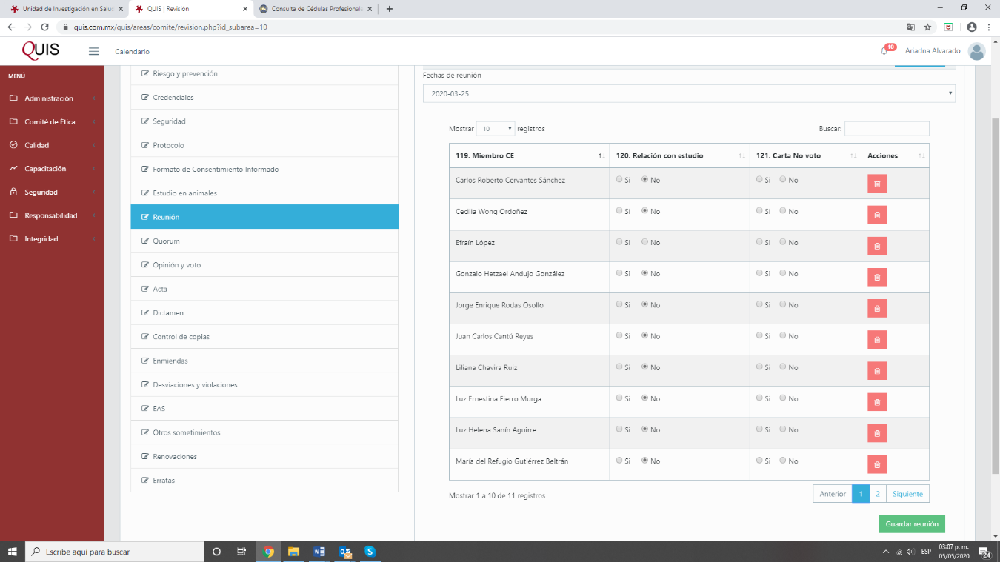 Unidad de Investigación en Salud
QUIS | Revisión
Consulta de Cédulas Profesionale
quis.com.mx/quis/areas/comite/revision.php?id_subarea=10
QUIS
Calendario
10
Ariadna Alvarado
MENÚ
Administración
Comité de Ética
Calidad
Capacitación
Seguridad
Responsabilidad
Integridad
Riesgo y prevención
Credenciales
Seguridad
Protocolo
Formato de Consentimiento Informado
Estudio en animales
Reunión
Quorum
Opinión y voto
Acta
Dictamen
Control de copias
Enmiendas
Desviaciones y violaciones
EAS
Otros sometimientos
Renovaciones
Erratas
Fechas de reunión
2020-03-25
Mostrar 10 registros Buscar:
119. Miembro CE 120. Relación con estudio 121. Carta No voto Acciones
Carlos Roberto Cervantes Sánchez Si No Si No
Cecilia Wong Ordoñez Si No Si No
Efraín López Si No Si No
Gonzalo Hetzael Andujo González Si No Si No
Jorge Enrique Rodas Osollo Si No Si No
Juan Carlos Cantú Reyes Si No Si No
Liliana Chavira Ruiz Si No Si No
Luz Ernestina Fierro Murga Si No Si No
Luz Helena Sanín Aguirre Si No Si No
María del Refugio Gutiérrez Beltrán Si No Si No
Mostrar 1 a 10 de 11 registros
Anterior 1 2 Siguiente
Guardar reunión
Escribe aquí para buscar
ESP
03:07 p. m.
05/05/2020
24